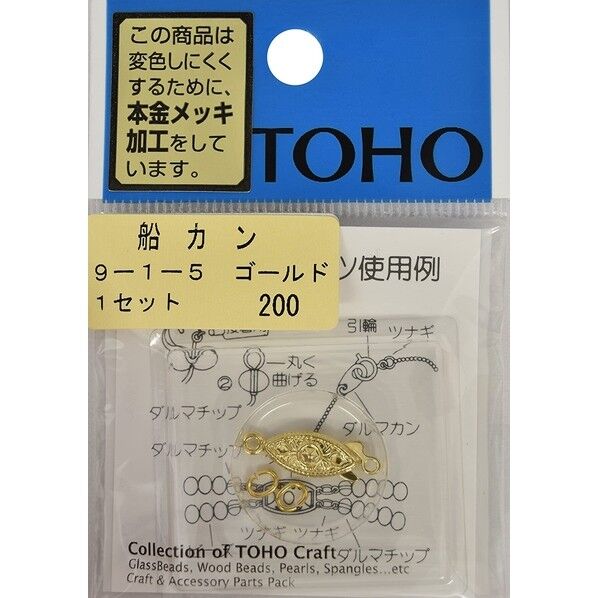 この商品は
変色しにくく
するために、
本金メッキ
加工をして
います。
TOHO
船カン
9-1-5 ゴールド
1セット 200
ツ使用例
引輪 ツナギ
②
丸く
曲げる
ダルマチップ
ダルマカン
ダルマチップ
ツナギ ツナギ
ダルマチップ
Collection of TOHO Craft
GlassBeads, Wood Beads, Pearls, Spangles...etc
Craft & Accessory Parts Pack